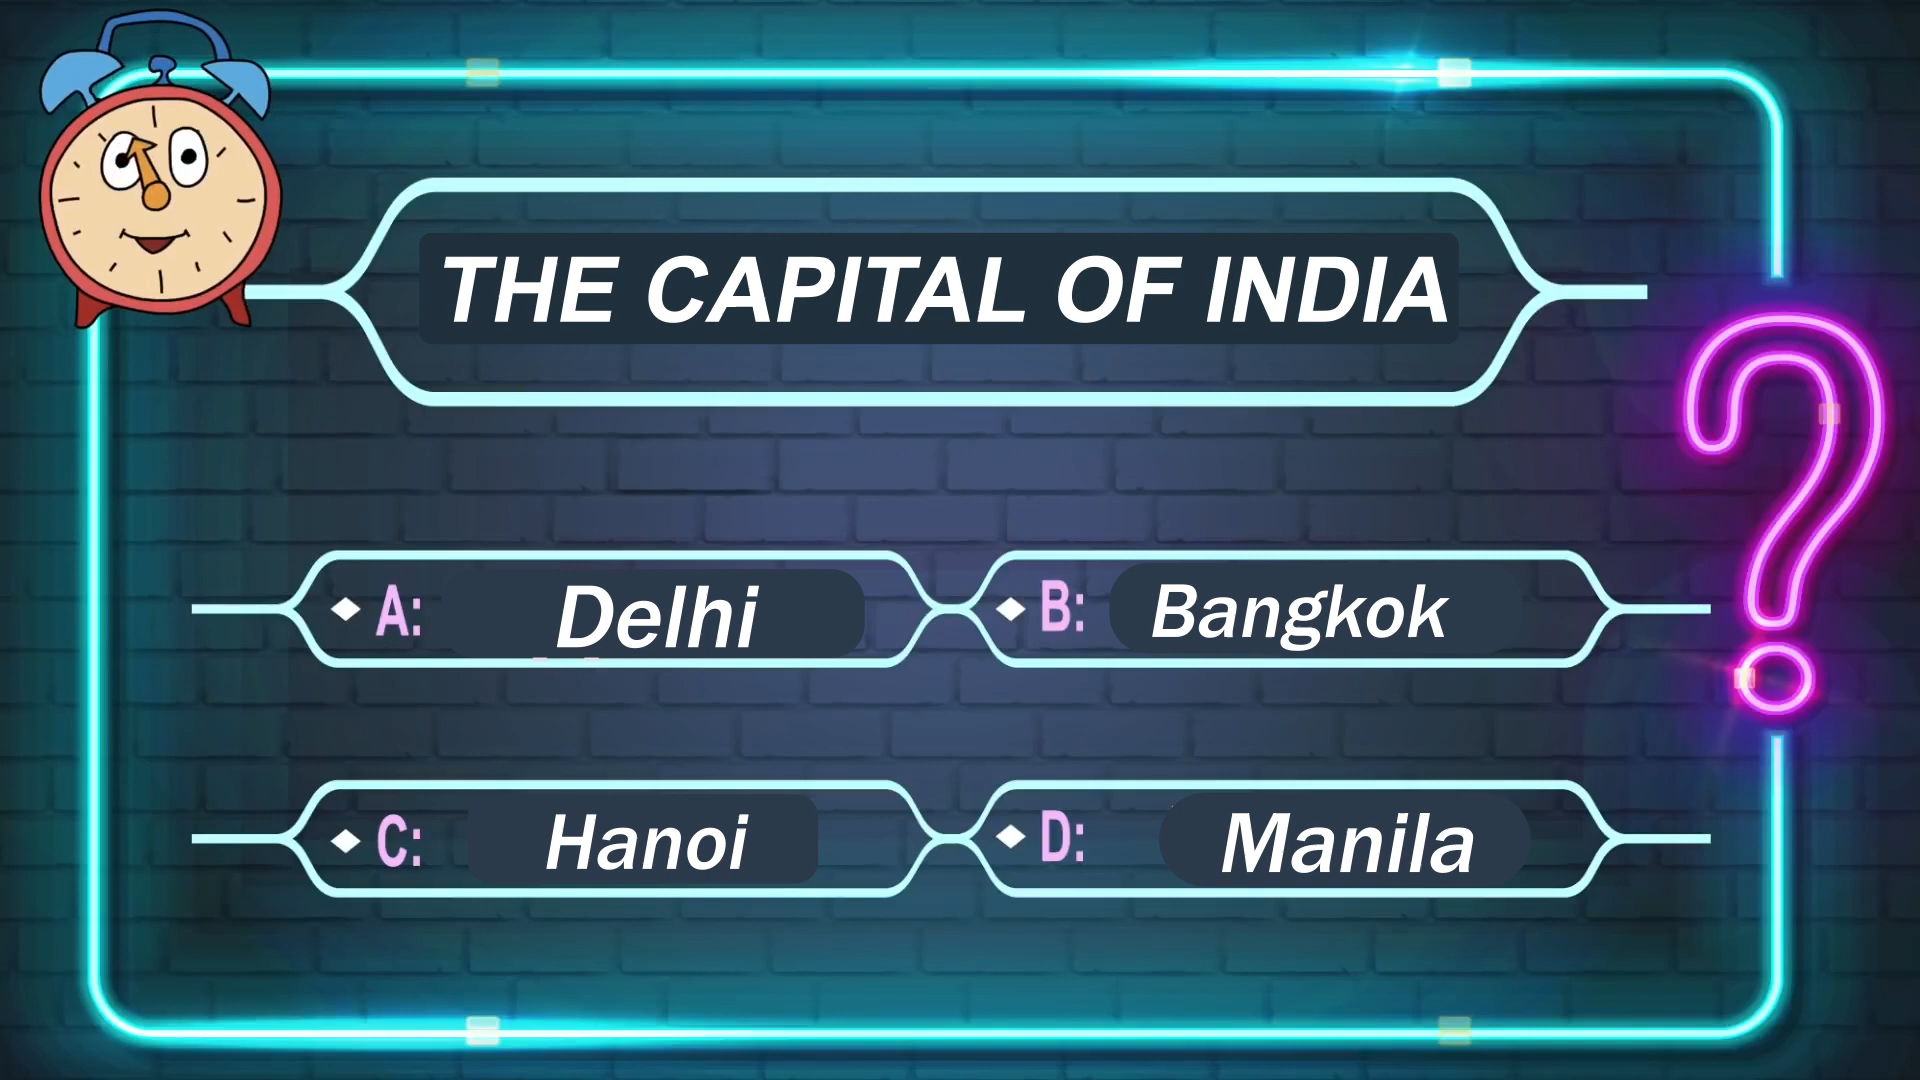 THE CAPITAL OF INDIA
A: Delhi
B: Bangkok
C: Hanoi
D: Manila
?